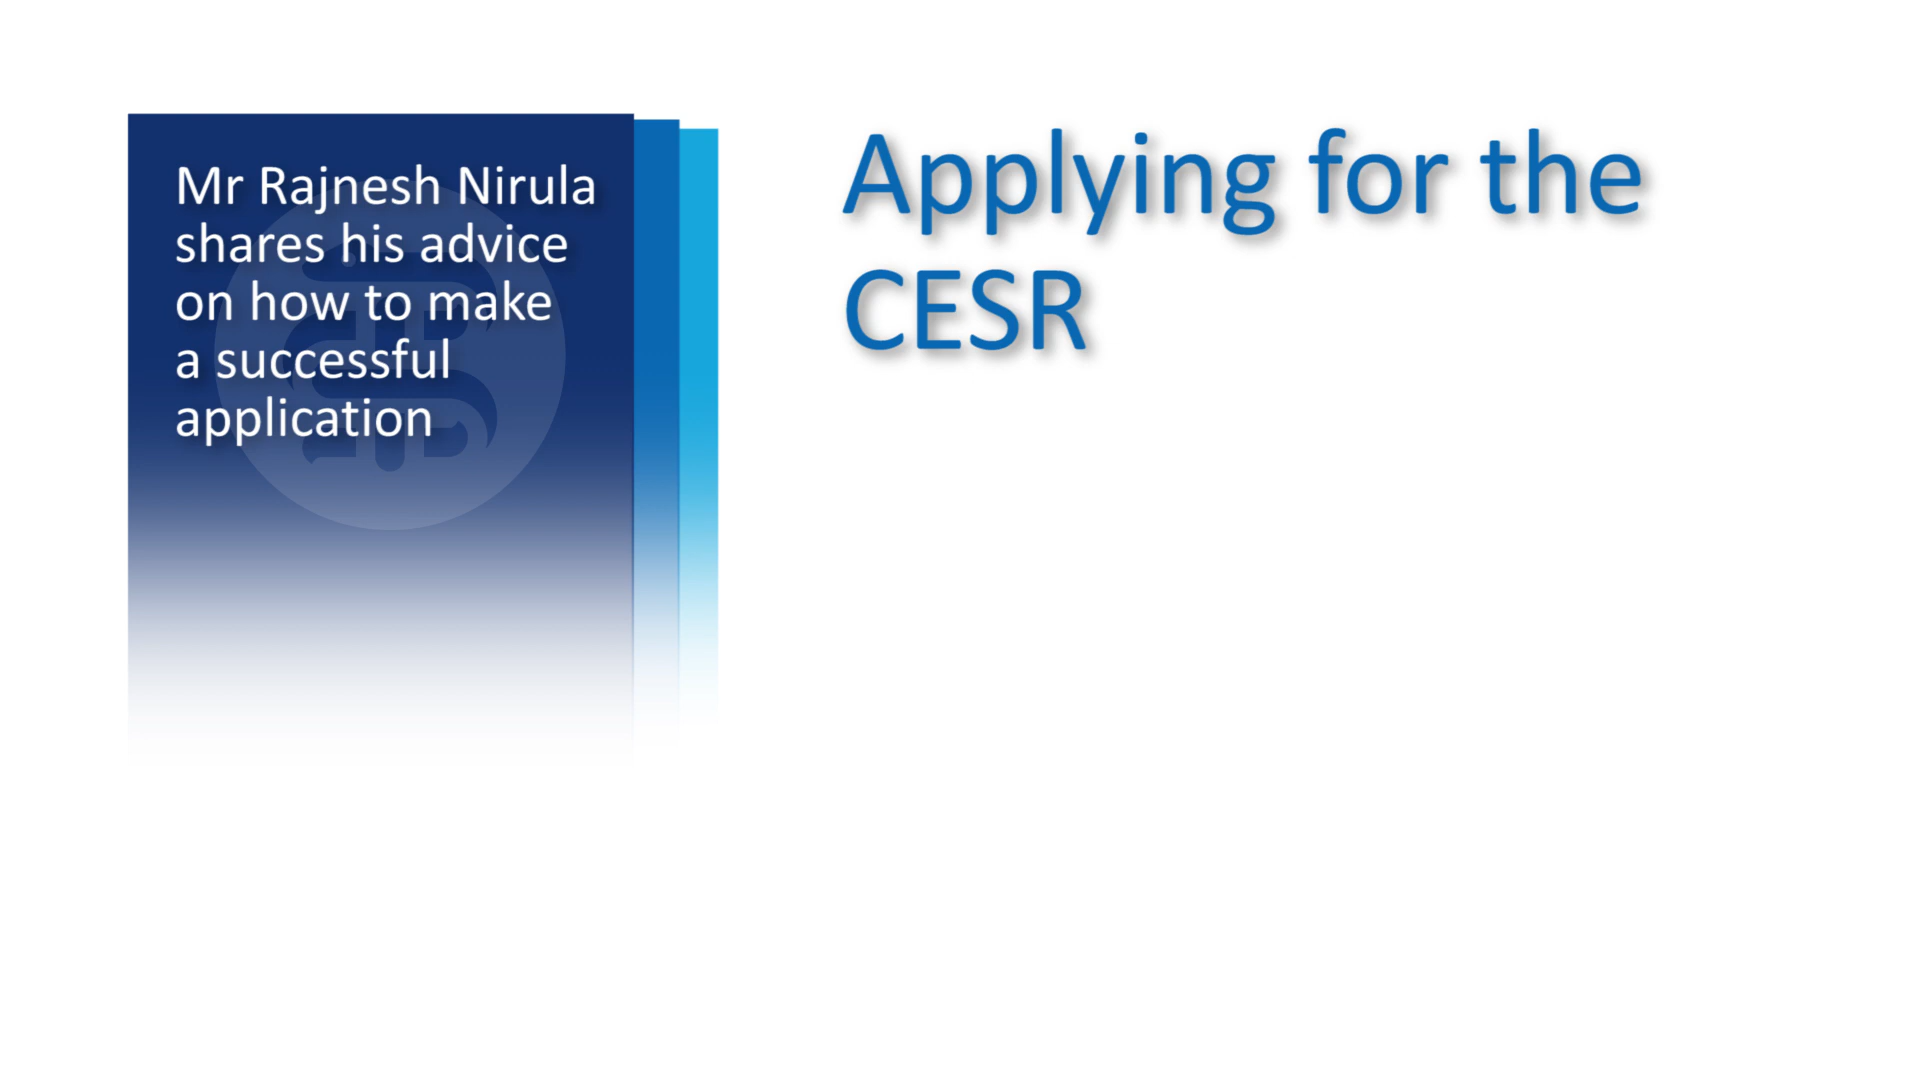 Mr Rajnesh Nirula
shares his advice
on how to make
a successful
application
Applying for the
CESR